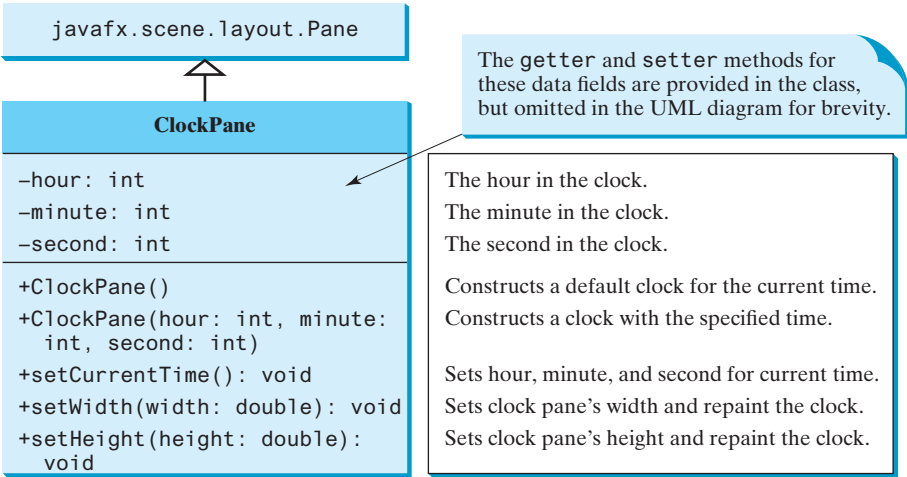 javafx.scene.layout.Pane
The getter and setter methods for
these data fields are provided in the class,
but omitted in the UML diagram for brevity.
ClockPane
–hour: int
–minute: int
–second: int
The hour in the clock.
The minute in the clock.
The second in the clock.
+ClockPane()
+ClockPane(hour: int, minute:
int, second: int)
+setCurrentTime(): void
+setWidth(width: double): void
+setHeight(height: double):
void
Constructs a default clock for the current time.
Constructs a clock with the specified time.
Sets hour, minute, and second for current time.
Sets clock pane's width and repaint the clock.
Sets clock pane's height and repaint the clock.